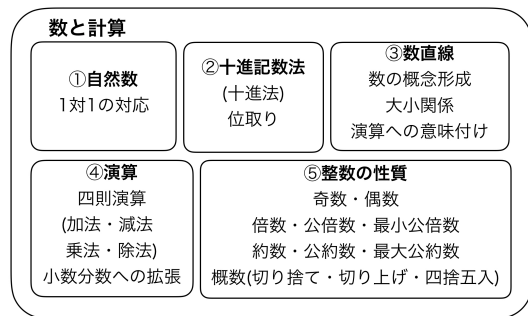 数と計算
①自然数
1対1の対応
②十進記数法
(十進法)
位取り
③数直線
数の概念形成
大小関係
演算への意味付け
④演算
四則演算
(加法・減法
乗法・除法)
小数分数への拡張
⑤整数の性質
奇数・偶数
倍数・公倍数・最小公倍数
約数・公約数・最大公約数
概数(切り捨て・切り上げ・四捨五入)